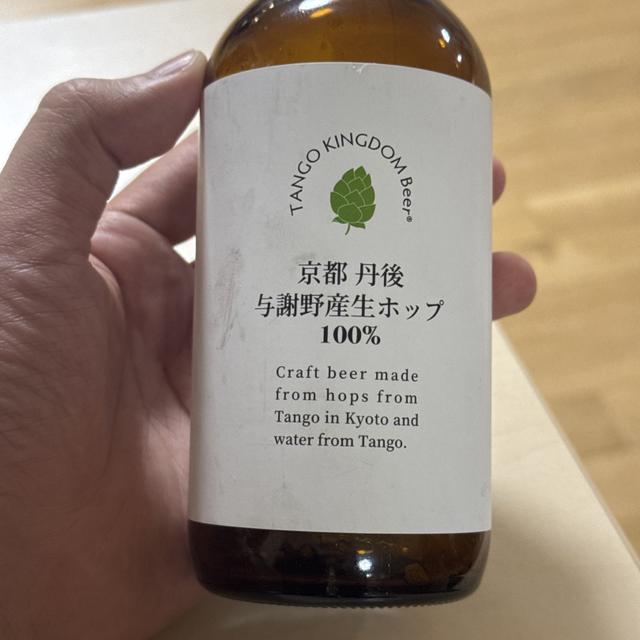 TANGO KINGDOM Beer®
京都 丹後
与謝野産生ホップ
100%
Craft beer made
from hops from
Tango in Kyoto and
water from Tango.